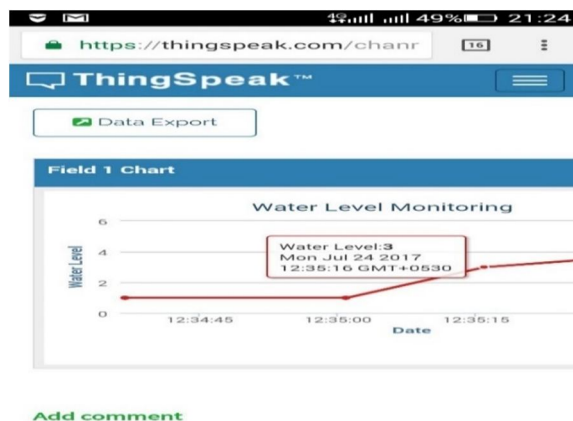 4G 49% 21:24
https://thingspeak.com/chanr 16
ThingSpeak™
Data Export
Field 1 Chart
Water Level Monitoring
Water Level
6
4
2
0
Water Level:3
Mon Jul 24 2017
12:35:16 GMT+0530
12:34:45 12:35:00 12:35:15
Date
Add comment